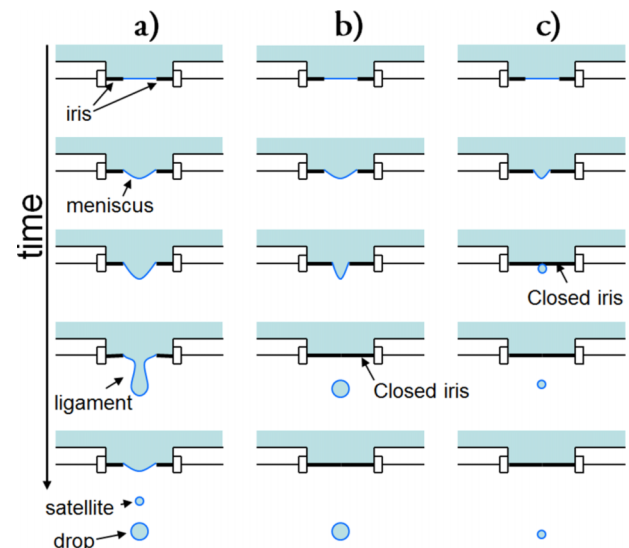 a)
b)
c)
time
iris
meniscus
Closed iris
ligament
Closed iris
satellite
drop